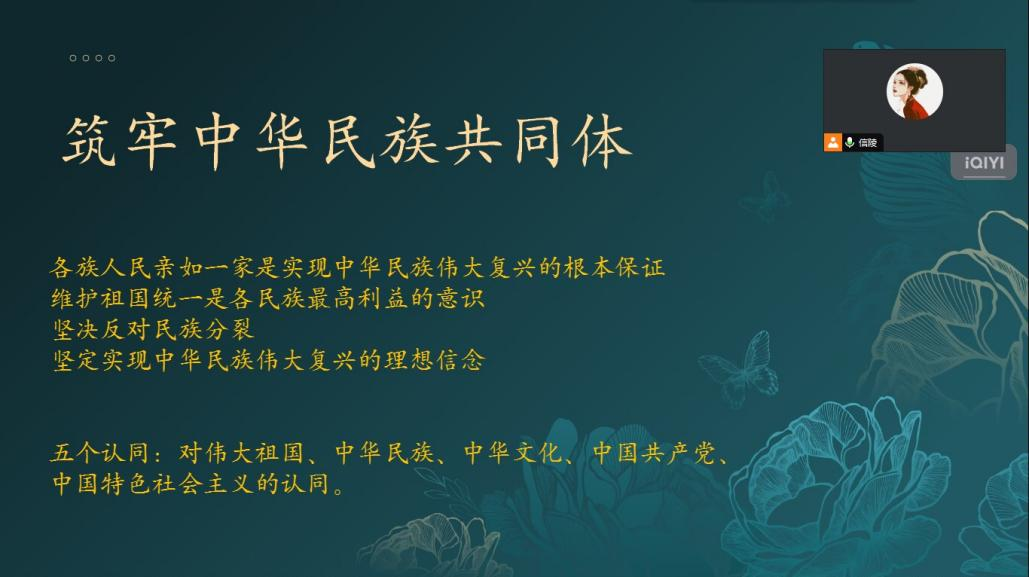 筑牢中华民族共同体
信陵
iQIYI
各族人民亲如一家是实现中华民族伟大复兴的根本保证
维护祖国统一是各民族最高利益的意识
坚决反对民族分裂
坚定实现中华民族伟大复兴的理想信念
五个认同：对伟大祖国、中华民族、中华文化、中国共产党、
中国特色社会主义的认同。